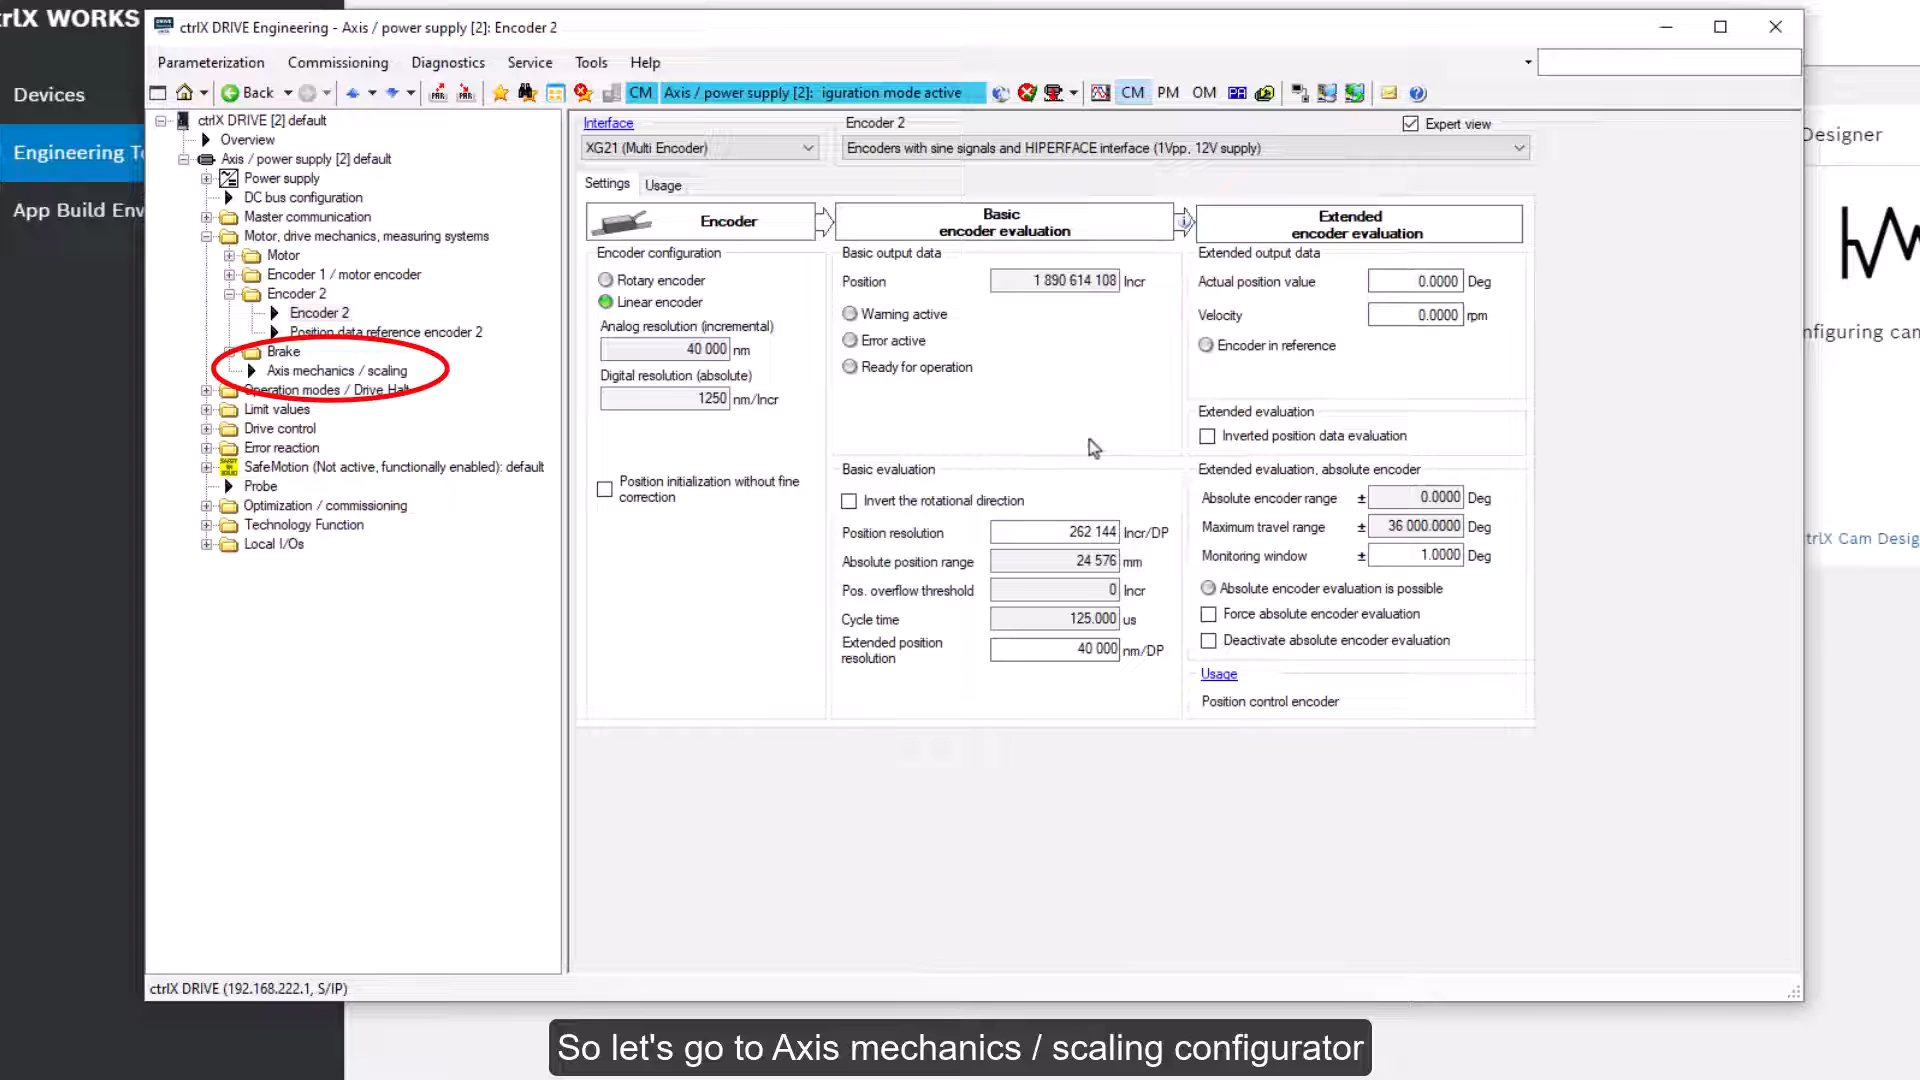 rlX WORKS
Devices
Engineering To
App Build Env
ctrlX DRIVE Engineering - Axis / power supply [2]: Encoder 2
Parameterization Commissioning Diagnostics Service Tools Help
Back CM Axis / power supply [2]: iguration mode active CM PM OM
ctrlX DRIVE [2] default
Overview
Axis / power supply [2] default
Power supply
DC bus configuration
Master communication
Motor, drive mechanics, measuring systems
Motor
Encoder 1 / motor encoder
Encoder 2
Encoder 2
Position data reference encoder 2
Brake
Axis mechanics / scaling
Operation modes / Drive Halt
Limit values
Drive control
Error reaction
SafeMotion (Not active, functionally enabled): default
Probe
Optimization / commissioning
Technology Function
Local I/Os
Interface
XG21 (Multi Encoder)
Encoder 2
Encoders with sine signals and HIPERFACE interface (1Vpp, 12V supply)
Expert view
Settings Usage
Encoder
Encoder configuration
Rotary encoder
Linear encoder
Analog resolution (incremental)
40 000 nm
Digital resolution (absolute)
1250 nm/Incr
Position initialization without fine
correction
Basic
encoder evaluation
Basic output data
Position 1 890 614 108 Incr
Warning active
Error active
Ready for operation
Basic evaluation
Invert the rotational direction
Position resolution 262 144 Incr/DP
Absolute position range 24 576 mm
Pos. overflow threshold 0 Incr
Cycle time 125.000 us
Extended position
resolution 40 000 nm/DP
Extended
encoder evaluation
Extended output data
Actual position value 0.0000 Deg
Velocity 0.0000 rpm
Encoder in reference
Extended evaluation
Inverted position data evaluation
Extended evaluation, absolute encoder
Absolute encoder range ± 0.0000 Deg
Maximum travel range ± 36 000.0000 Deg
Monitoring window ± 1.0000 Deg
Absolute encoder evaluation is possible
Force absolute encoder evaluation
Deactivate absolute encoder evaluation
Usage
Position control encoder
Designer
nfiguring cam
trlX Cam Desig
ctrlX DRIVE (192.168.222.1, S/IP)
So let's go to Axis mechanics / scaling configurator